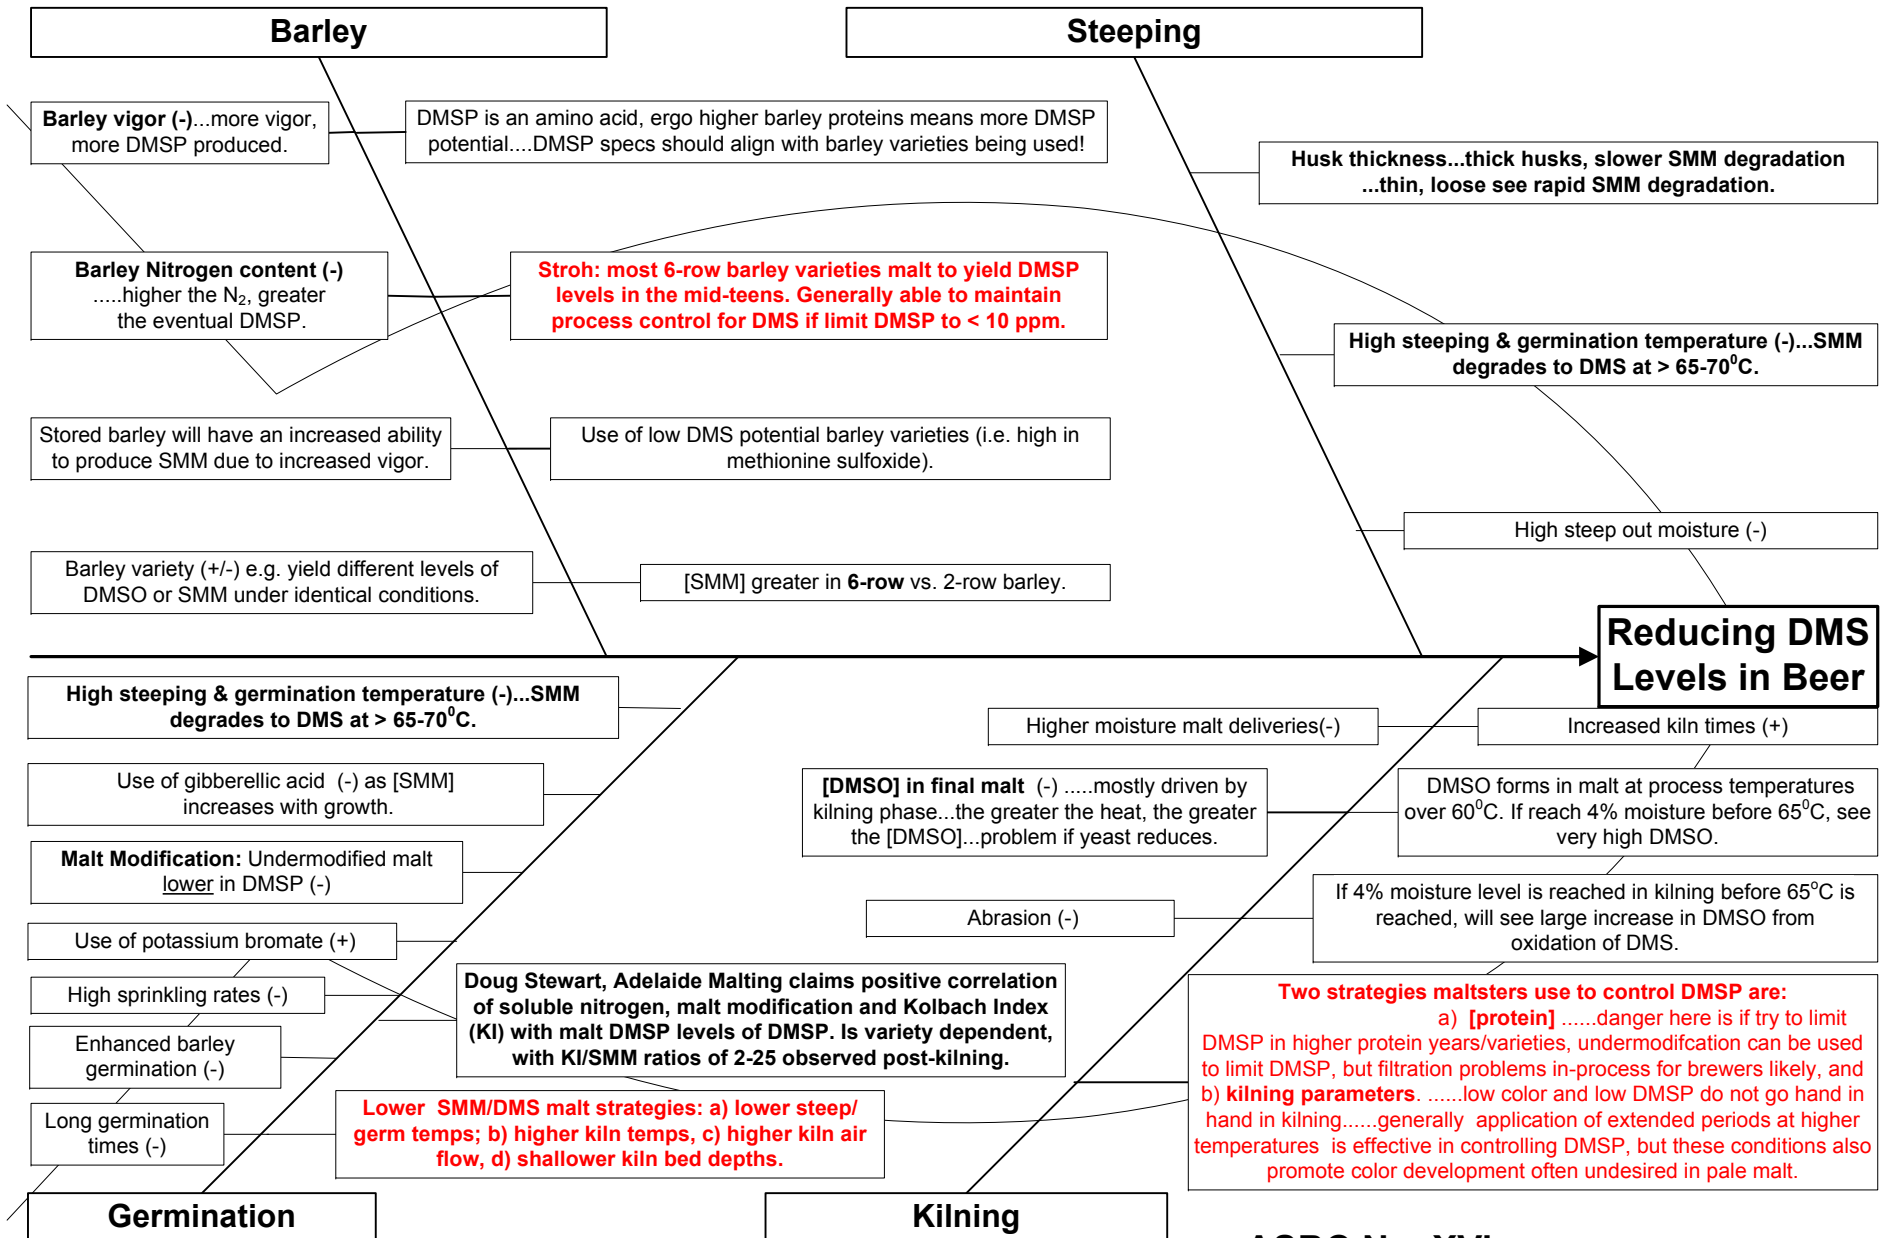 Barley
Steeping
Barley vigor (-)...more vigor,
more DMSP produced.
DMSP is an amino acid, ergo higher barley proteins means more DMSP
potential....DMSP specs should align with barley varieties being used!
Husk thickness...thick husks, slower SMM degradation
...thin, loose see rapid SMM degradation.
Barley Nitrogen content (-)
.....higher the N₂, greater
the eventual DMSP.
Stroh: most 6-row barley varieties malt to yield DMSP
levels in the mid-teens. Generally able to maintain
process control for DMS if limit DMSP to < 10 ppm.
High steeping & germination temperature (-)...SMM
degrades to DMS at > 65-70⁰C.
Stored barley will have an increased ability
to produce SMM due to increased vigor.
Use of low DMS potential barley varieties (i.e. high in
methionine sulfoxide).
High steep out moisture (-)
Barley variety (+/-) e.g. yield different levels of
DMSO or SMM under identical conditions.
[SMM] greater in 6-row vs. 2-row barley.
Reducing DMS
Levels in Beer
High steeping & germination temperature (-)...SMM
degrades to DMS at > 65-70⁰C.
Higher moisture malt deliveries(-)
Increased kiln times (+)
Use of gibberellic acid (-) as [SMM]
increases with growth.
[DMSO] in final malt (-) .....mostly driven by
kilning phase...the greater the heat, the greater
the [DMSO]...problem if yeast reduces.
DMSO forms in malt at process temperatures
over 60⁰C. If reach 4% moisture before 65⁰C, see
very high DMSO.
Malt Modification: Undermodified malt
lower in DMSP (-)
Abrasion (-)
If 4% moisture level is reached in kilning before 65ºC is
reached, will see large increase in DMSO from
oxidation of DMS.
Use of potassium bromate (+)
High sprinkling rates (-)
Doug Stewart, Adelaide Malting claims positive correlation
of soluble nitrogen, malt modification and Kolbach Index
(KI) with malt DMSP levels of DMSP. Is variety dependent,
with KI/SMM ratios of 2-25 observed post-kilning.
Enhanced barley
germination (-)
Two strategies maltsters use to control DMSP are:
a) [protein] ......danger here is if try to limit
DMSP in higher protein years/varieties, undermodifcation can be used
to limit DMSP, but filtration problems in-process for brewers likely, and
b) kilning parameters. ......low color and low DMSP do not go hand in
hand in kilning......generally application of extended periods at higher
temperatures is effective in controlling DMSP, but these conditions also
promote color development often undesired in pale malt.
Long germination
times (-)
Lower SMM/DMS malt strategies: a) lower steep/
germ temps; b) higher kiln temps, c) higher kiln air
flow, d) shallower kiln bed depths.
Germination
Kilning